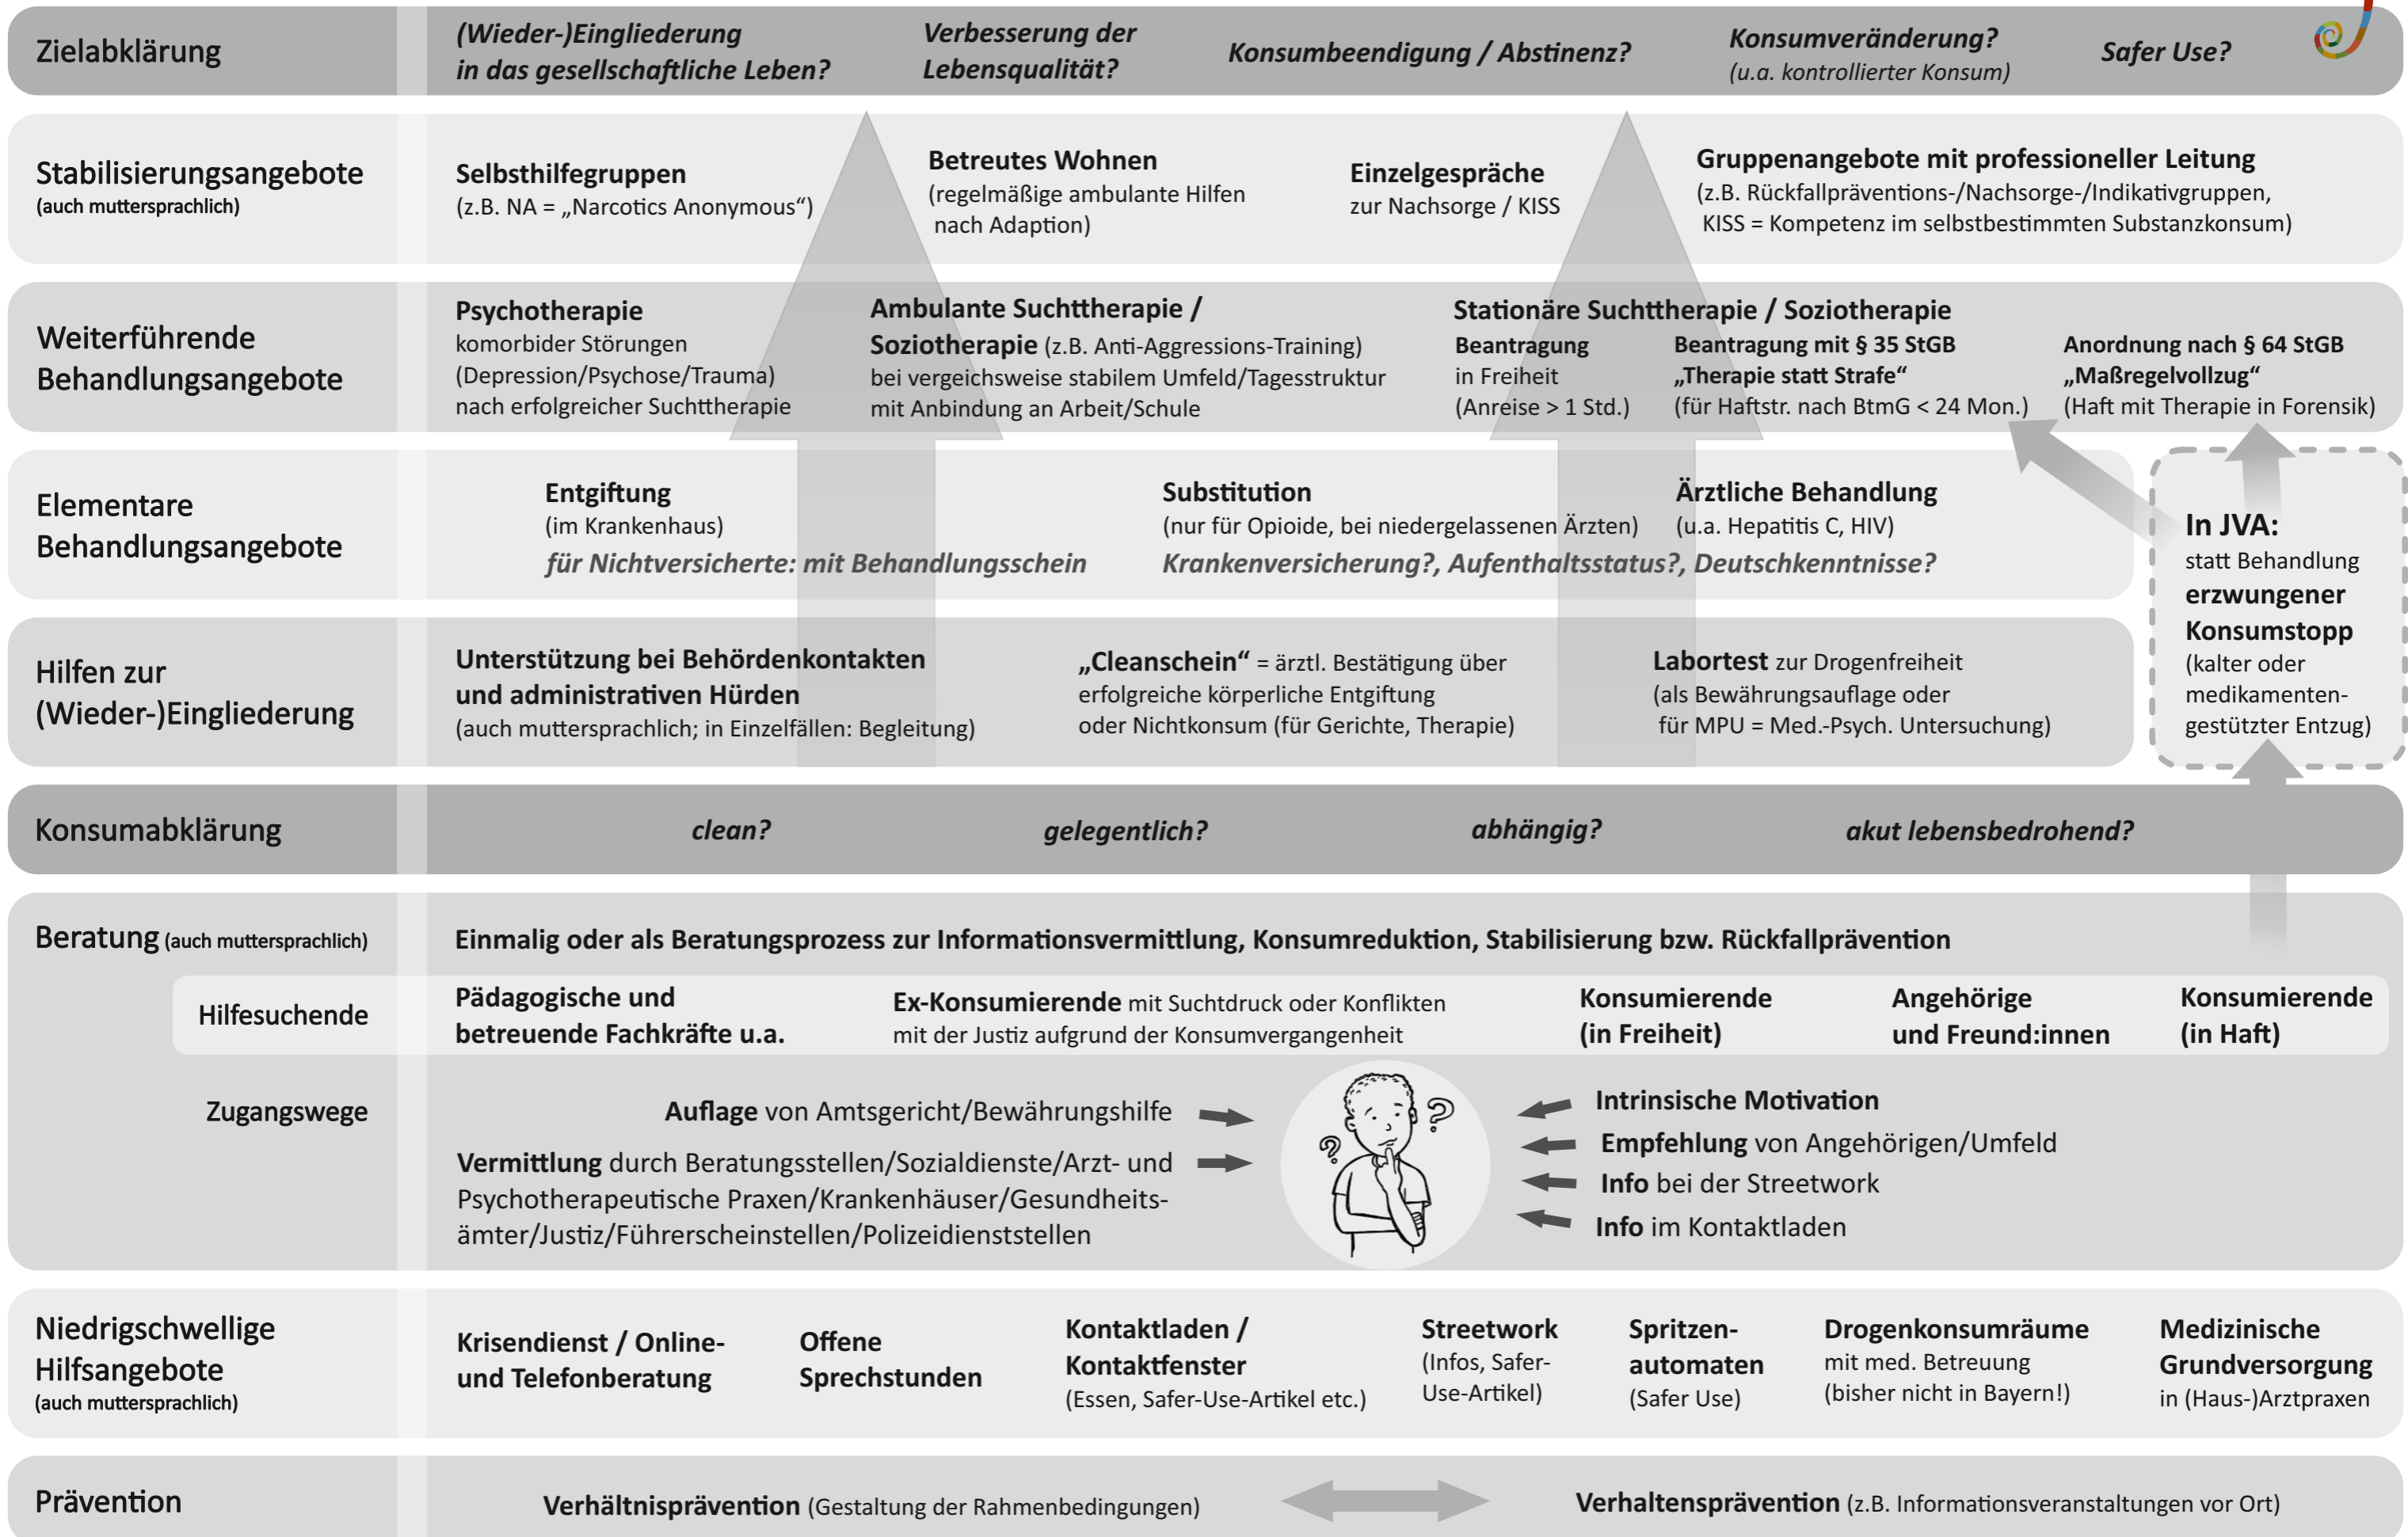 Zielabklärung
(Wieder-)Eingliederung
in das gesellschaftliche Leben?
Verbesserung der
Lebensqualität?
Konsumbeendigung / Abstinenz?
Konsumveränderung?
(u.a. kontrollierter Konsum)
Safer Use?
Stabilisierungsangebote
(auch muttersprachlich)
Selbsthilfegruppen
(z.B. NA = „Narcotics Anonymous“)
Betreutes Wohnen
(regelmäßige ambulante Hilfen
nach Adaption)
Einzelgespräche
zur Nachsorge / KISS
Gruppenangebote mit professioneller Leitung
(z.B. Rückfallpräventions-/Nachsorge-/Indikativgruppen,
KISS = Kompetenz im selbstbestimmten Substanzkonsum)
Weiterführende
Behandlungsangebote
Psychotherapie
komorbider Störungen
(Depression/Psychose/Trauma)
nach erfolgreicher Suchttherapie
Ambulante Suchttherapie /
Soziotherapie (z.B. Anti-Aggressions-Training)
bei vergeichsweise stabilem Umfeld/Tagesstruktur
mit Anbindung an Arbeit/Schule
Stationäre Suchttherapie / Soziotherapie
Beantragung
in Freiheit
(Anreise > 1 Std.)
Beantragung mit § 35 StGB
„Therapie statt Strafe“
(für Haftstr. nach BtmG < 24 Mon.)
Anordnung nach § 64 StGB
„Maßregelvollzug“
(Haft mit Therapie in Forensik)
Elementare
Behandlungsangebote
Entgiftung
(im Krankenhaus)
für Nichtversicherte: mit Behandlungsschein
Substitution
(nur für Opioide, bei niedergelassenen Ärzten)
Ärztliche Behandlung
(u.a. Hepatitis C, HIV)
Krankenversicherung?, Aufenthaltsstatus?, Deutschkenntnisse?
In JVA:
statt Behandlung
erzwungener
Konsumstopp
(kalter oder
medikamenten-
gestützter Entzug)
Hilfen zur
(Wieder-)Eingliederung
Unterstützung bei Behördenkontakten
und administrativen Hürden
(auch muttersprachlich; in Einzelfällen: Begleitung)
„Cleanschein“ = ärztl. Bestätigung über
erfolgreiche körperliche Entgiftung
oder Nichtkonsum (für Gerichte, Therapie)
Labortest zur Drogenfreiheit
(als Bewährungsauflage oder
für MPU = Med.-Psych. Untersuchung)
Konsumabklärung
clean?
gelegentlich?
abhängig?
akut lebensbedrohend?
Beratung (auch muttersprachlich)
Einmalig oder als Beratungsprozess zur Informationsvermittlung, Konsumreduktion, Stabilisierung bzw. Rückfallprävention
Hilfesuchende
Pädagogische und
betreuende Fachkräfte u.a.
Ex-Konsumierende mit Suchtdruck oder Konflikten
mit der Justiz aufgrund der Konsumvergangenheit
Konsumierende
(in Freiheit)
Angehörige
und Freund:innen
Konsumierende
(in Haft)
Zugangswege
Auflage von Amtsgericht/Bewährungshilfe
Vermittlung durch Beratungsstellen/Sozialdienste/Arzt- und
Psychotherapeutische Praxen/Krankenhäuser/Gesundheits-
ämter/Justiz/Führerscheinstellen/Polizeidienststellen
? ?
Intrinsische Motivation
Empfehlung von Angehörigen/Umfeld
Info bei der Streetwork
Info im Kontaktladen
Niedrigschwellige
Hilfsangebote
(auch muttersprachlich)
Krisendienst / Online-
und Telefonberatung
Offene
Sprechstunden
Kontaktladen /
Kontaktfenster
(Essen, Safer-Use-Artikel etc.)
Streetwork
(Infos, Safer-
Use-Artikel)
Spritzen-
automaten
(Safer Use)
Drogenkonsumräume
mit med. Betreuung
(bisher nicht in Bayern!)
Medizinische
Grundversorgung
in (Haus-)Arztpraxen
Prävention
Verhältnisprävention (Gestaltung der Rahmenbedingungen)
Verhaltensprävention (z.B. Informationsveranstaltungen vor Ort)